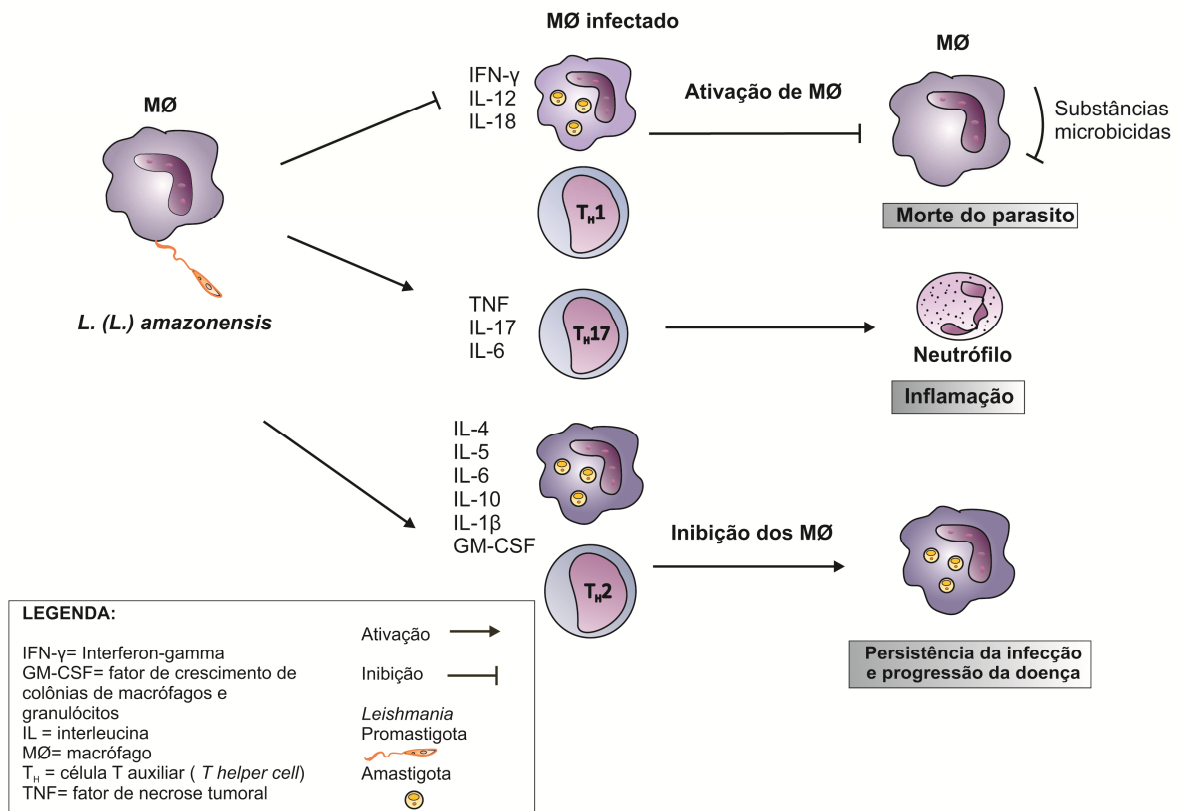 MØ infectado
MØ
IFN-γ
IL-12
IL-18
Ativação de MØ
MØ
Substâncias
microbicidas
T_H1
Morte do parasito
L. (L.) amazonensis
TNF
IL-17
IL-6
T_H17
Neutrófilo
Inflamação
IL-4
IL-5
IL-6
IL-10
IL-1β
GM-CSF
T_H2
Inibição dos MØ
Persistência da infecção
e progressão da doença
LEGENDA:
IFN-γ= Interferon-gamma
GM-CSF= fator de crescimento de
colônias de macrófagos e
granulócitos
IL = interleucina
MØ= macrófago
T_H = célula T auxiliar ( T helper cell)
TNF= fator de necrose tumoral
Ativação
Inibição
Leishmania
Promastigota
Amastigota